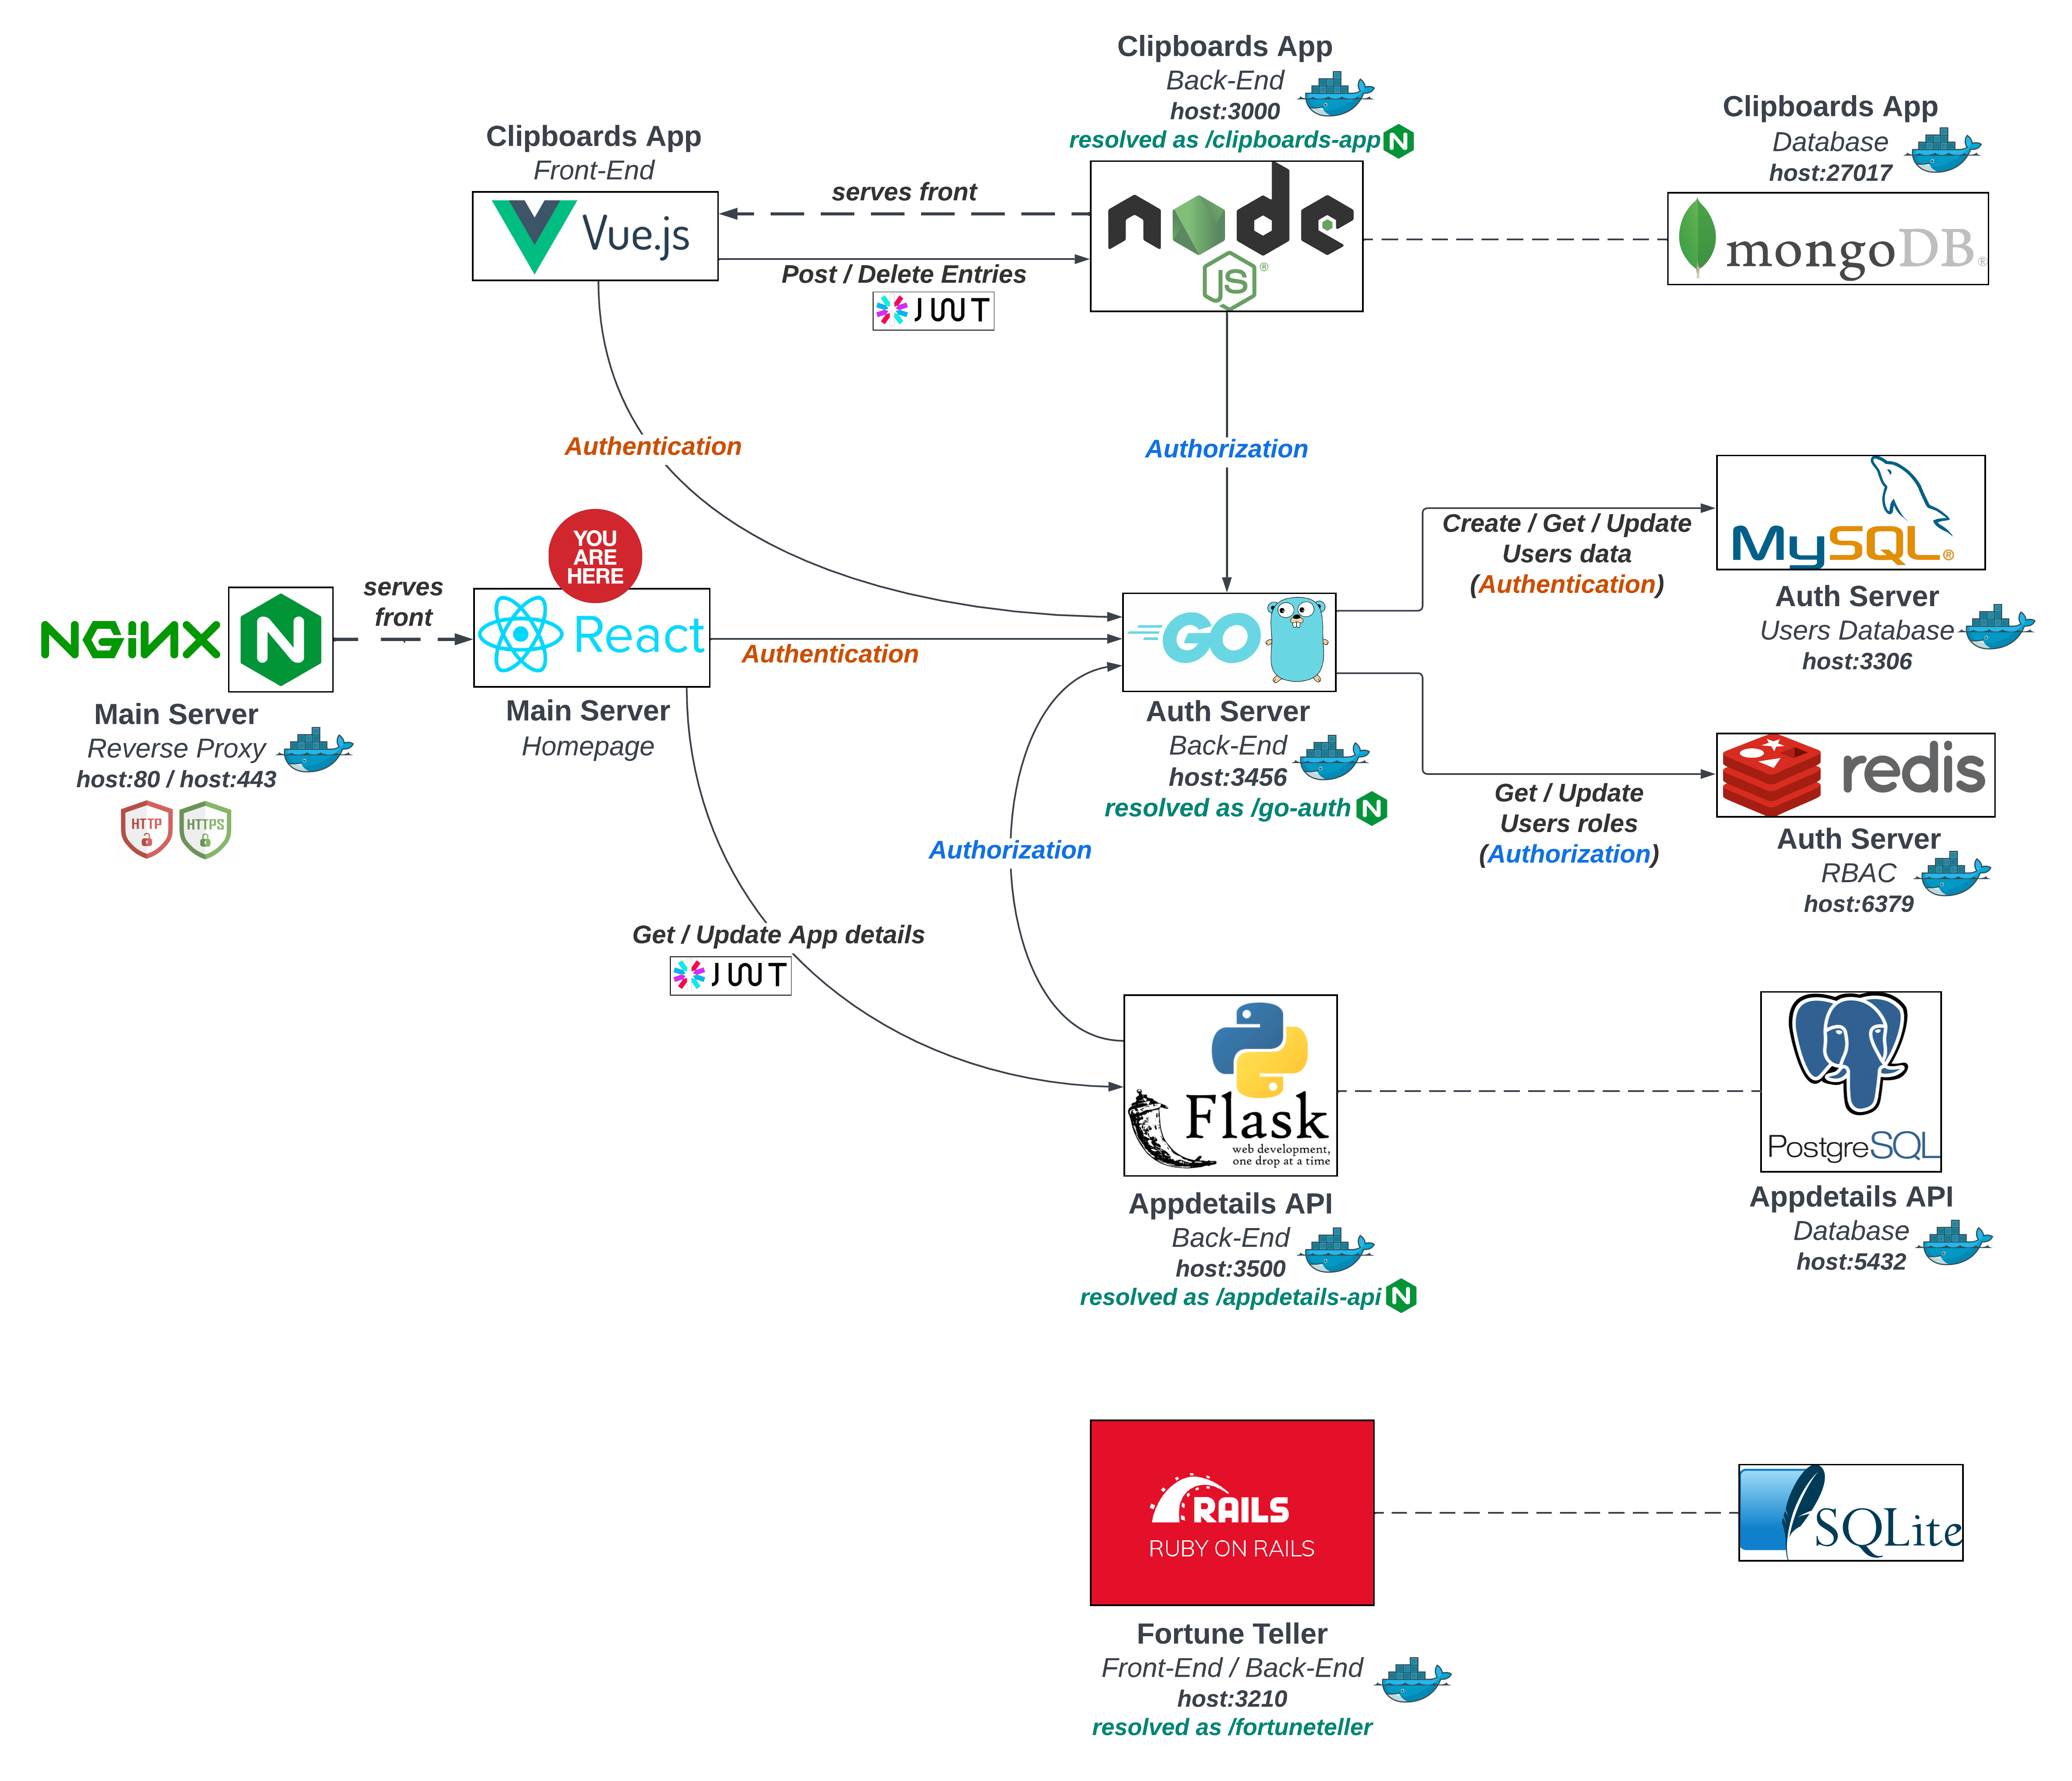 Clipboards App
Back-End
host:3000
resolved as /clipboards-app
Clipboards App
Database
host:27017
Clipboards App
Front-End
Vue.js
serves front
Post / Delete Entries
JWT
node
JS®
mongoDB®
Authentication
Authorization
YOU
ARE
HERE
NGiNX
N
serves
front
React
Authentication
GO
Create / Get / Update
Users data
(Authentication)
MySQL®
Auth Server
Users Database
host:3306
Main Server
Reverse Proxy
host:80 / host:443
HTTP
HTTPS
Main Server
Homepage
Auth Server
Back-End
host:3456
resolved as /go-auth
redis
Get / Update
Users roles
(Authorization)
Auth Server
RBAC
host:6379
Authorization
Get / Update App details
JWT
Flask
web development,
one drop at a time
PostgreSQL
Appdetails API
Back-End
host:3500
resolved as /appdetails-api
Appdetails API
Database
host:5432
RAILS
RUBY ON RAILS
SQLite
Fortune Teller
Front-End / Back-End
host:3210
resolved as /fortuneteller